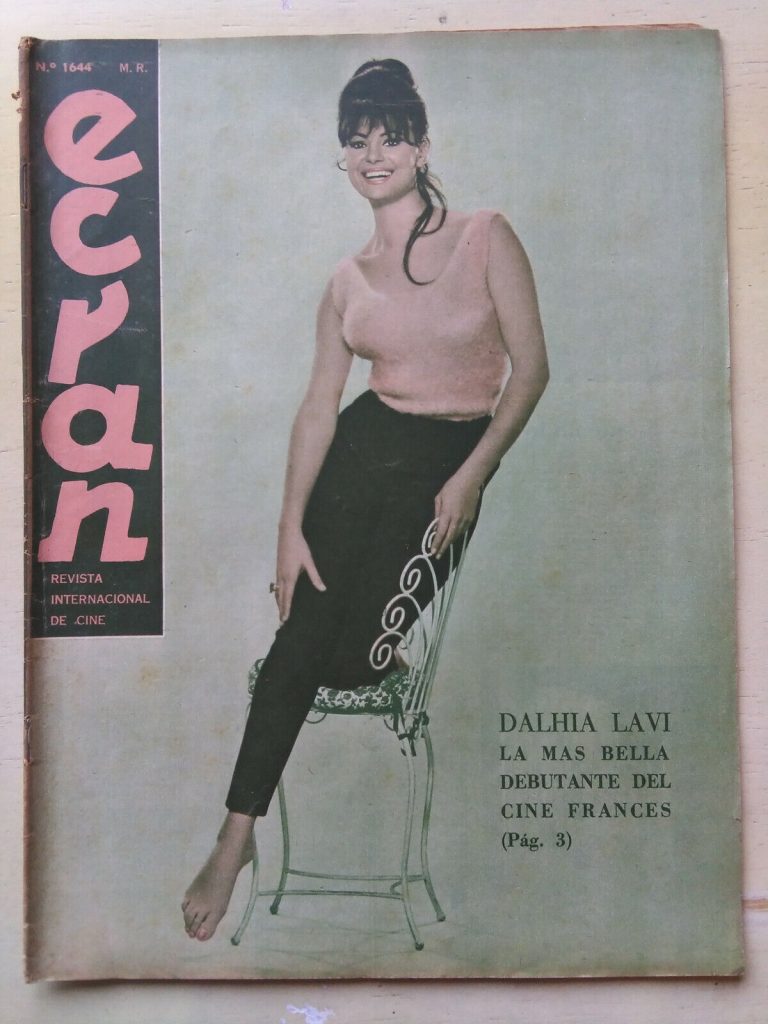 N.º 1644 M. R.
ecran
REVISTA
INTERNACIONAL
DE CINE
DALHIA LAVI
LA MAS BELLA
DEBUTANTE DEL
CINE FRANCES
(Pág. 3)